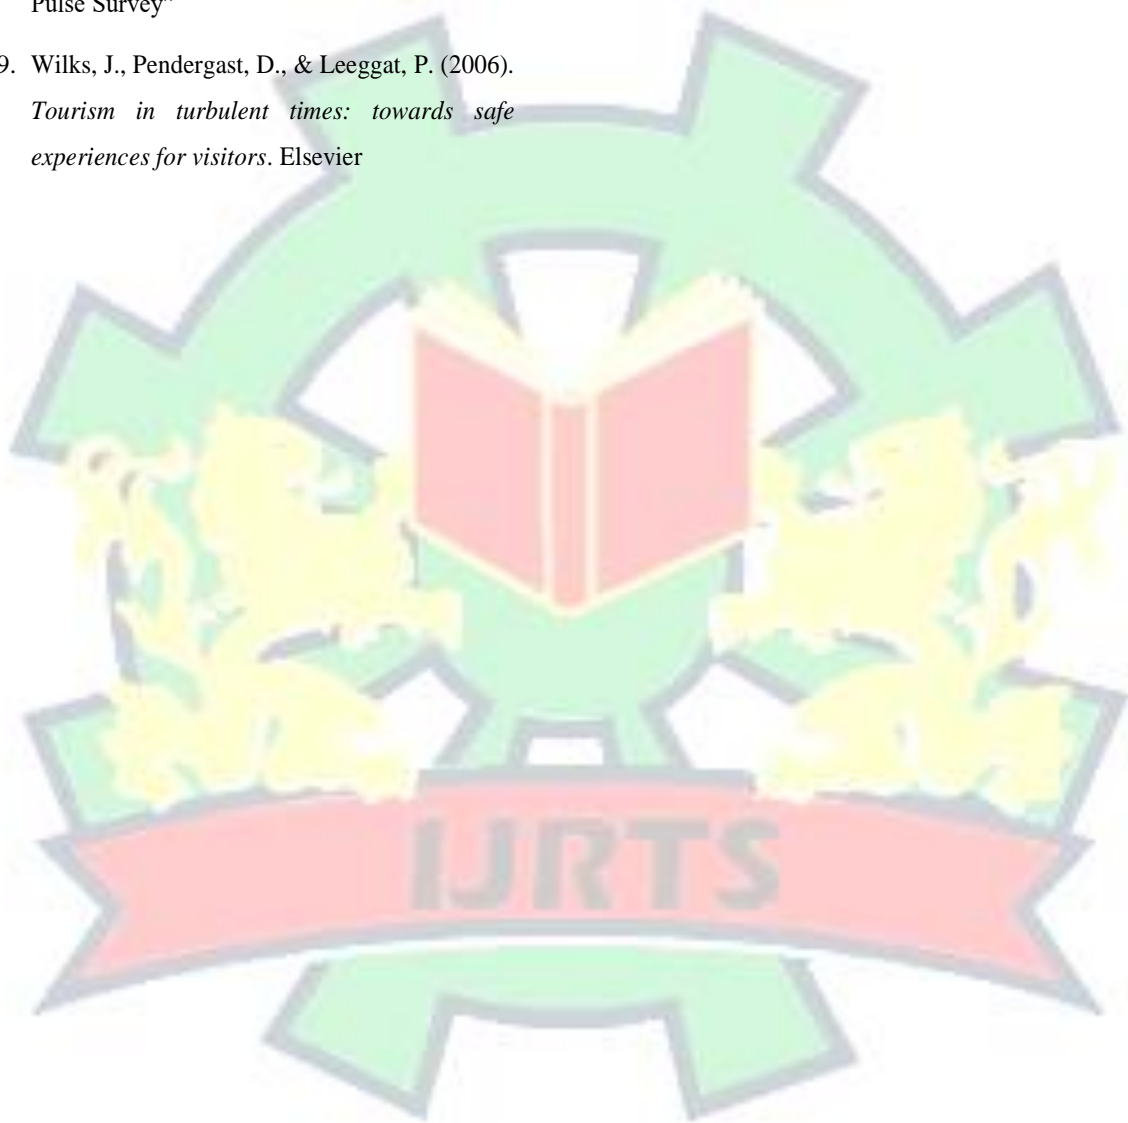 Pulse Survey"
9. Wilks, J., Pendergast, D., & Leeggat, P. (2006).
Tourism in turbulent times: towards safe
experiences for visitors. Elsevier
IJRTS